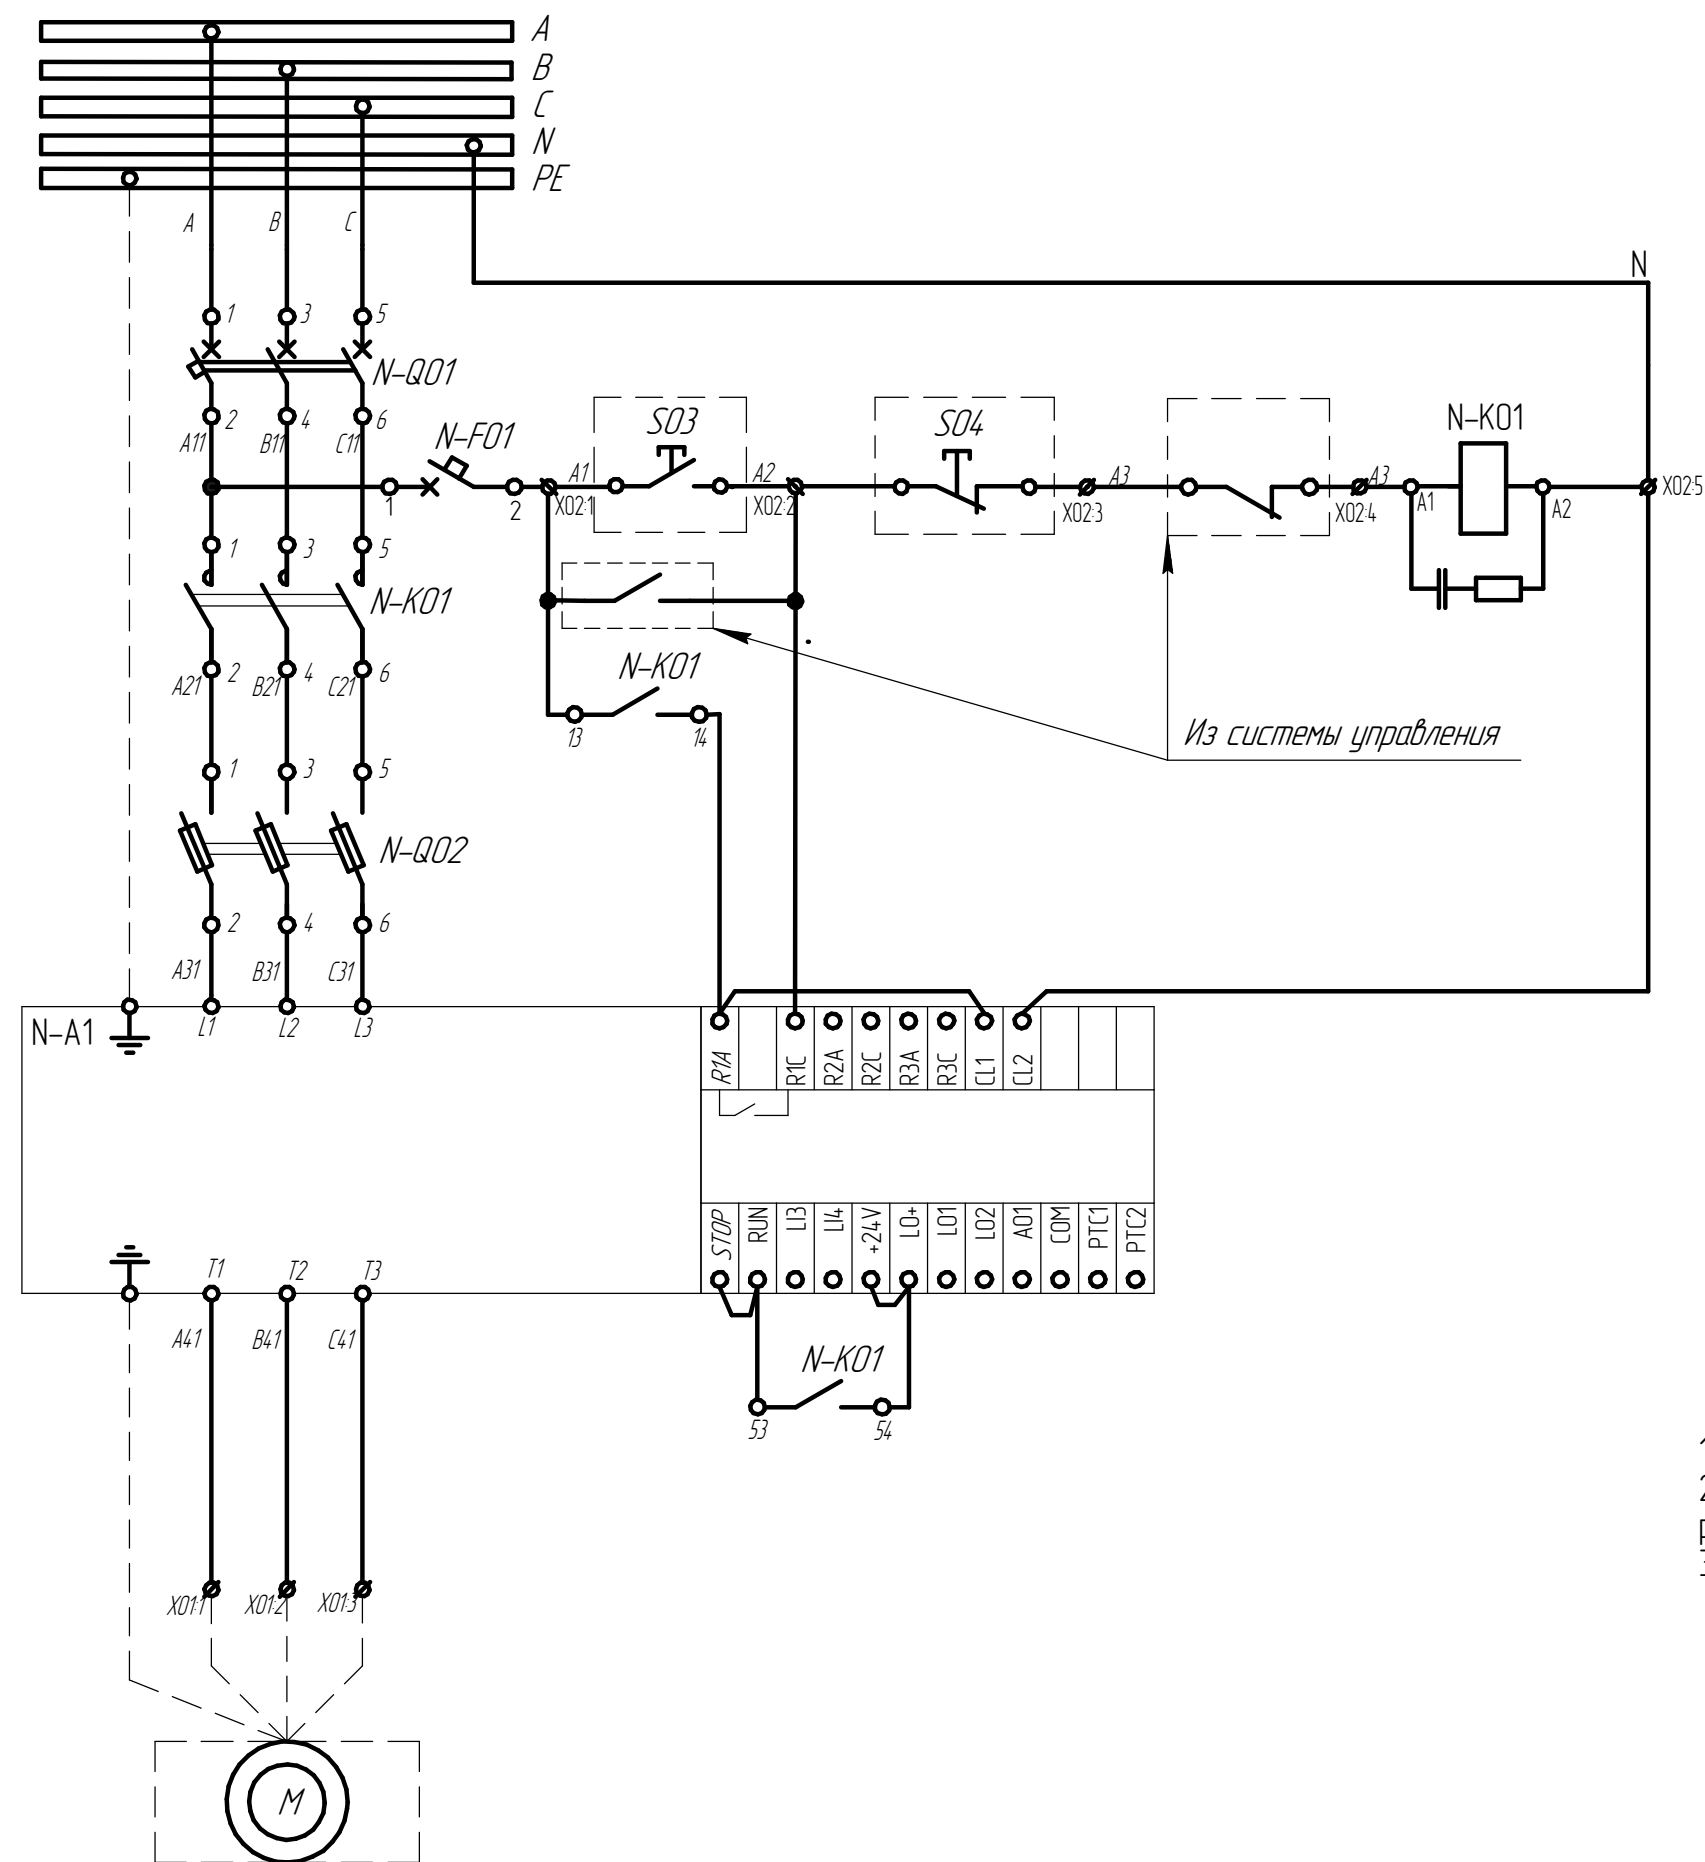 A
B
C
N
PE
A B C
N
1 3 5
N-Q01
2 4 6
A11 B11 C11
N-F01
S03
S04
N-K01
1 2
X02:1
A1
A2
X02:2
X02:3
A3
X02:4
A3
A1
A2
X02:5
1 3 5
N-K01
2 4 6
A21 B21 C21
N-K01
13 14
Из системы управления
1 3 5
N-Q02
2 4 6
A31 B31 C31
N-A1
L1 L2 L3
R1A R1C R2A R2C R3A R3C CL1 CL2
STOP RUN LI3 LI4 +24V LO+ LO1 LO2 AO1 COM PTC1 PTC2
T1 T2 T3
A41 B41 C41
N-K01
53 54
X01:1 X01:2 X01:3
M